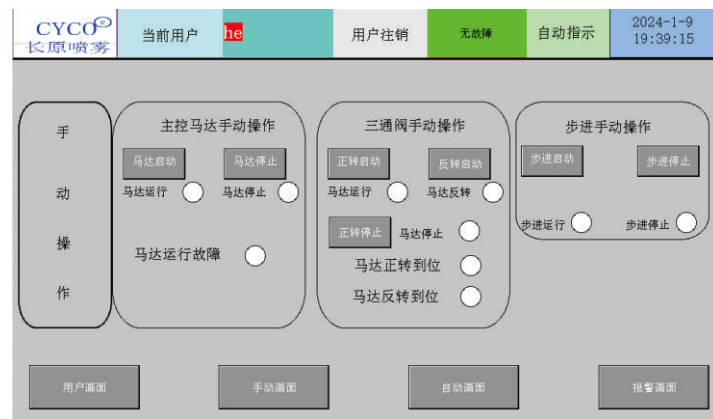 CYCO®
长原喷雾
当前用户
he
用户注销
无故障
自动指示
2024-1-9
19:39:15
手动操作
主控马达手动操作
马达启动
马达停止
马达运行
马达停止
马达运行故障
三通阀手动操作
正转启动
反转启动
马达运行
马达反转
正转停止
马达停止
马达正转到位
马达反转到位
步进手动操作
步进启动
步进停止
步进运行
步进停止
用户画面
手动画面
自动画面
报警画面